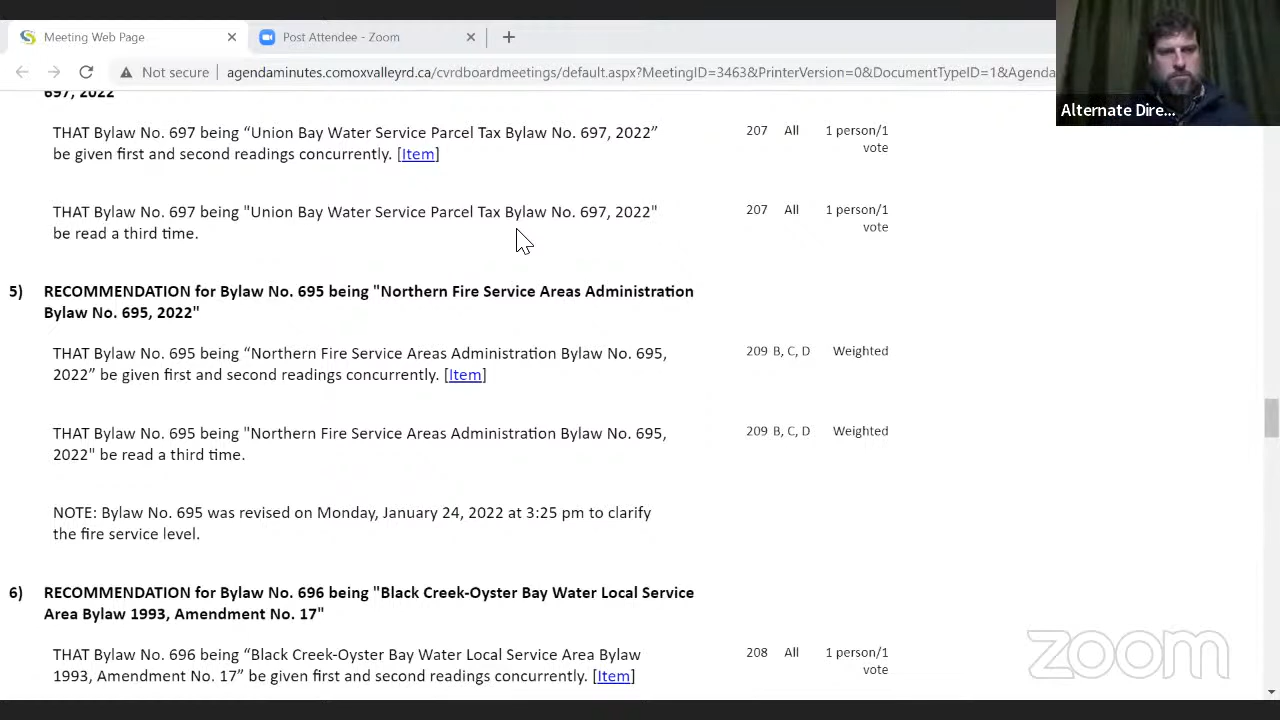 Meeting Web Page
Post Attendee - Zoom
Not secure
agendaminutes.comoxvalleyrd.ca/cvrdboardmeetings/default.aspx?MeetingID=3463&PrinterVersion=0&DocumentTypeID=1&Agend
Alternate Dire...
697, 2022
THAT Bylaw No. 697 being “Union Bay Water Service Parcel Tax Bylaw No. 697, 2022” 207 All 1 person/1
be given first and second readings concurrently. [Item] vote
THAT Bylaw No. 697 being "Union Bay Water Service Parcel Tax Bylaw No. 697, 2022" 207 All 1 person/1
be read a third time. vote
5) RECOMMENDATION for Bylaw No. 695 being "Northern Fire Service Areas Administration
Bylaw No. 695, 2022"
THAT Bylaw No. 695 being “Northern Fire Service Areas Administration Bylaw No. 695, 209 B, C, D Weighted
2022” be given first and second readings concurrently. [Item]
THAT Bylaw No. 695 being "Northern Fire Service Areas Administration Bylaw No. 695, 209 B, C, D Weighted
2022" be read a third time.
NOTE: Bylaw No. 695 was revised on Monday, January 24, 2022 at 3:25 pm to clarify
the fire service level.
6) RECOMMENDATION for Bylaw No. 696 being "Black Creek-Oyster Bay Water Local Service
Area Bylaw 1993, Amendment No. 17"
THAT Bylaw No. 696 being “Black Creek-Oyster Bay Water Local Service Area Bylaw 208 All 1 person/1
1993, Amendment No. 17” be given first and second readings concurrently. [Item] vote
zoom